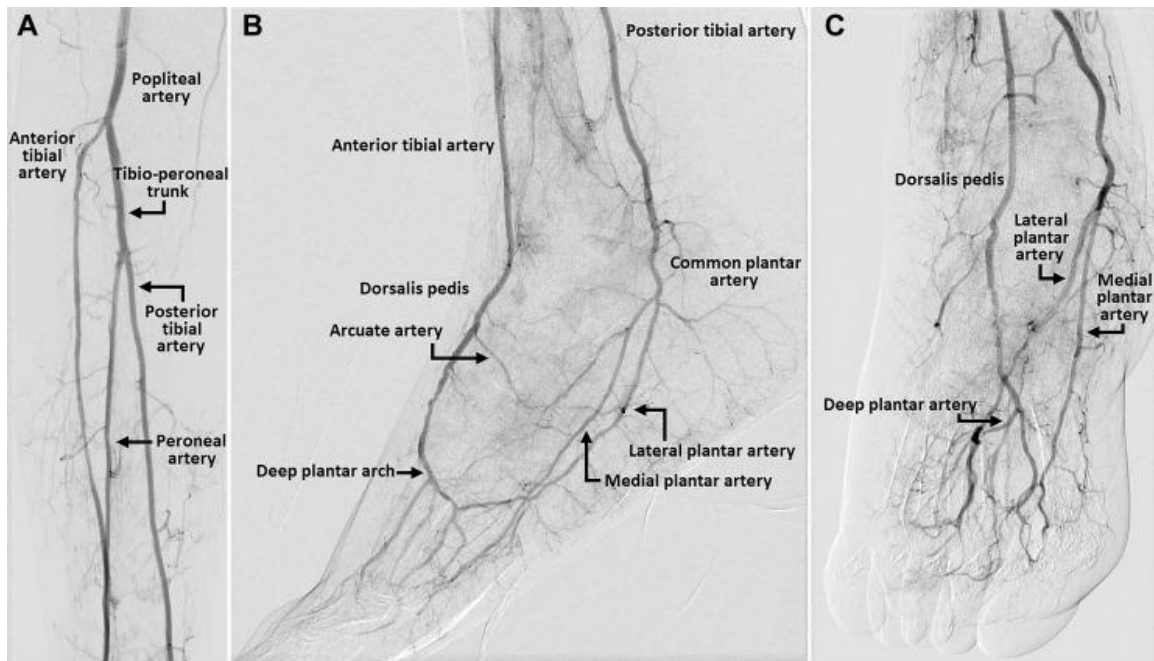 A
Popliteal
artery
Anterior
tibial
artery
Tibio-peroneal
trunk
Posterior
tibial
artery
Peroneal
artery
B
Posterior tibial artery
Anterior tibial artery
Common plantar
artery
Dorsalis pedis
Arcuate artery
Lateral plantar artery
Deep plantar arch
Medial plantar artery
C
Dorsalis pedis
Lateral
plantar
artery
Medial
plantar
artery
Deep plantar artery